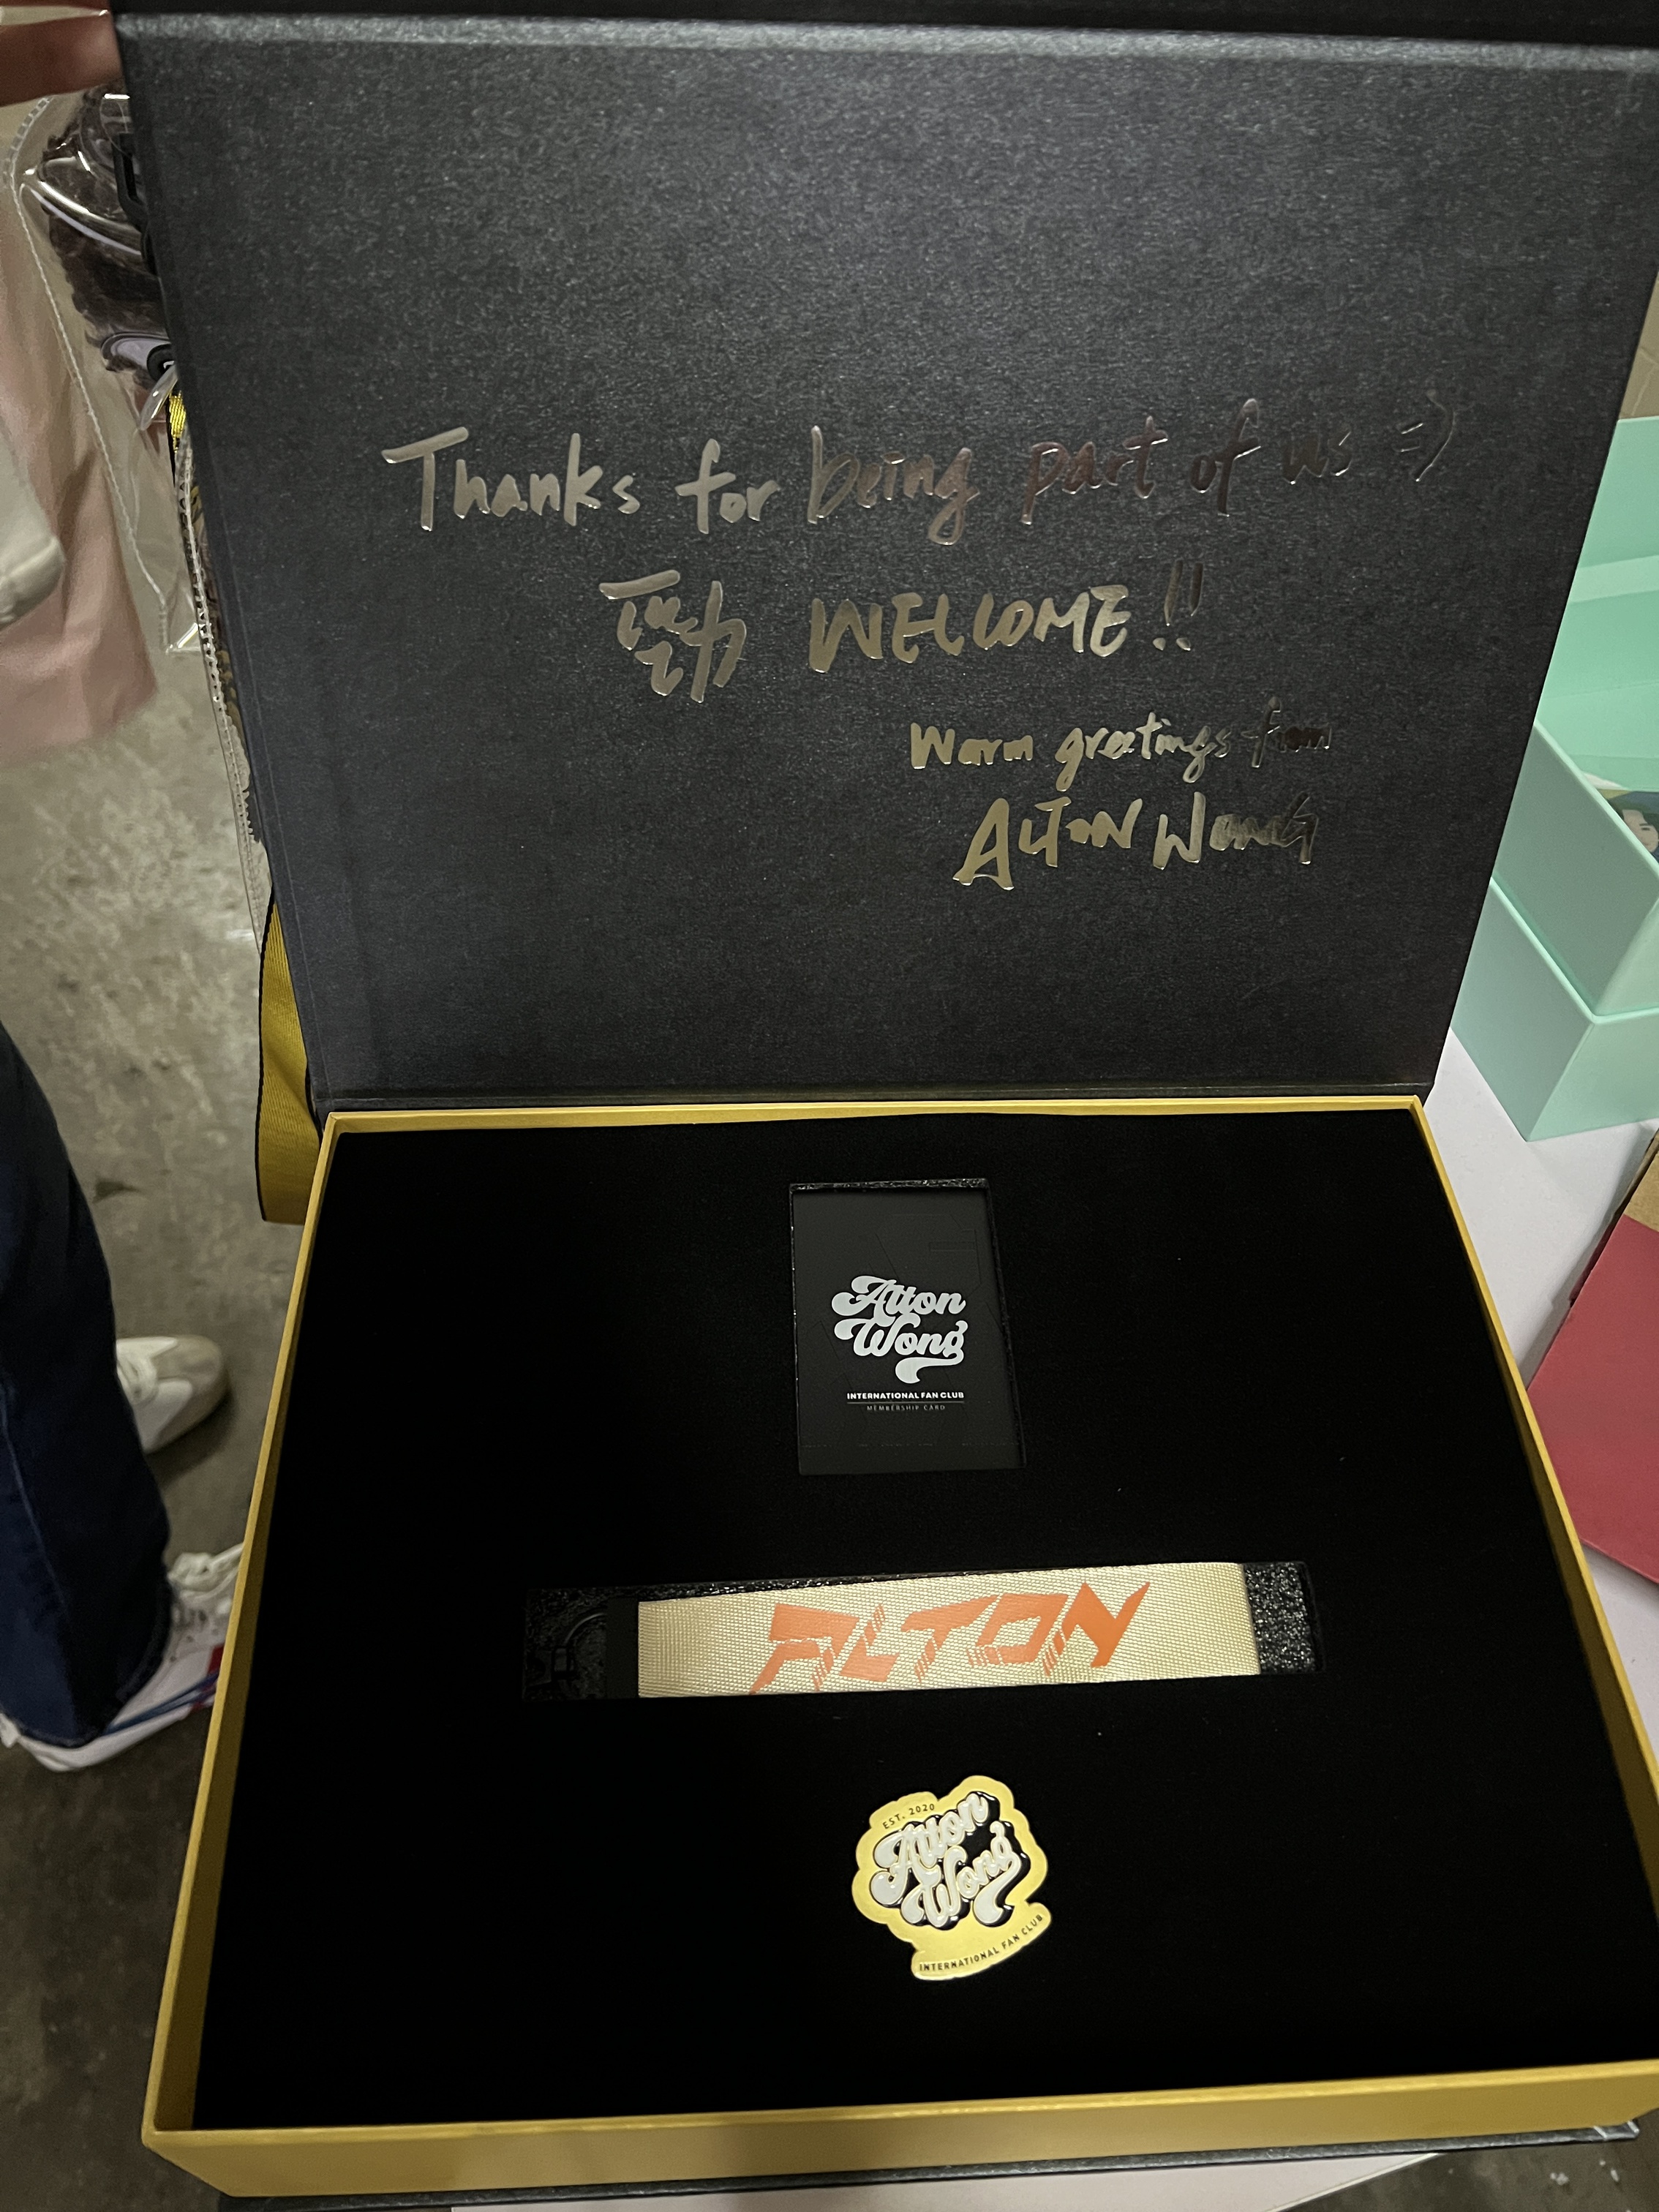 Thanks for being part of us =)
WELCOME!!
Warm greetings from
ALTON WONG
Alton
Wong
INTERNATIONAL FAN CLUB
MEMBERSHIP CARD
ALTON
EST. 2020
Alton
Wong
INTERNATIONAL FAN CLUB